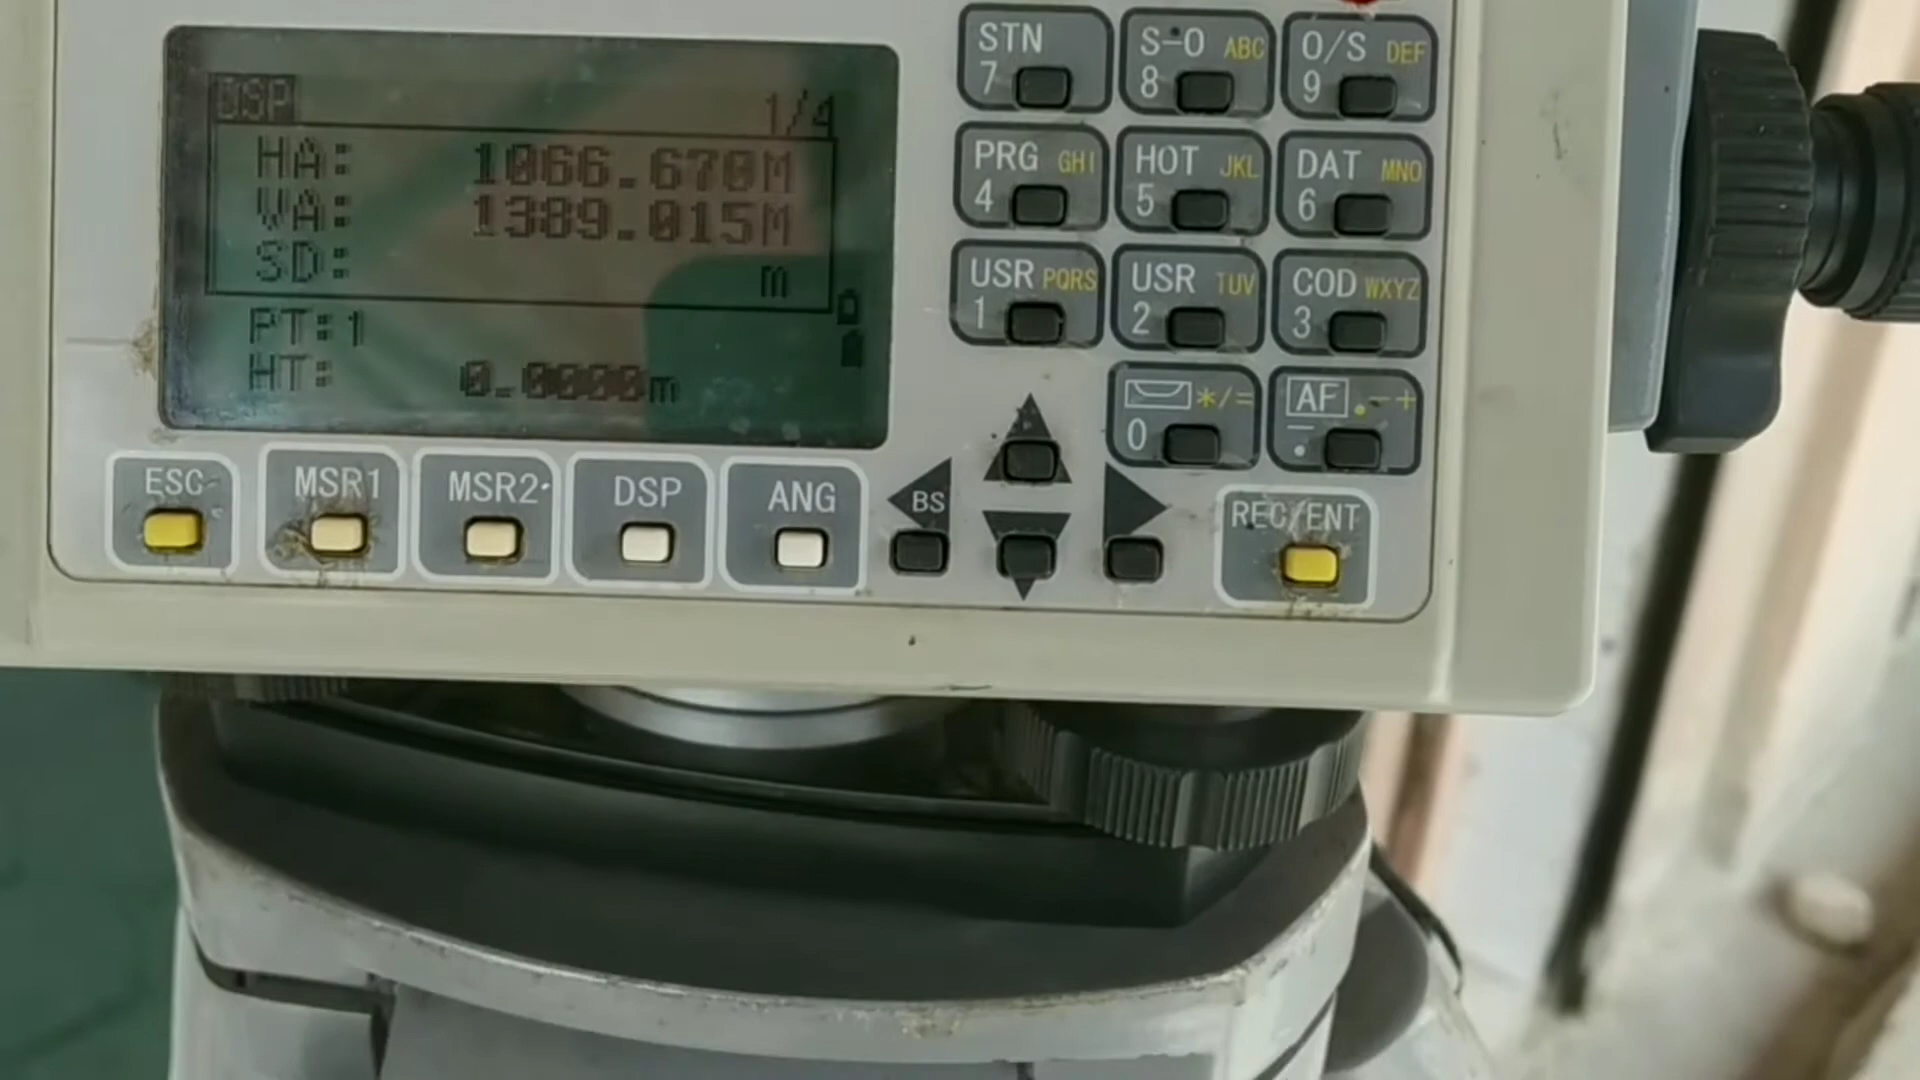 DSP 1/4
HA: 1066.670M
VA: 1389.015M
SD: m
PT:1
HT: 0.0000m
STN 7
S-O ABC 8
O/S DEF 9
PRG GHI 4
HOT JKL 5
DAT MNO 6
USR PQRS 1
USR TUV 2
COD WXYZ 3
*/= 0
AF .-+ -.
ESC
MSR1
MSR2
DSP
ANG
BS
REC/ENT